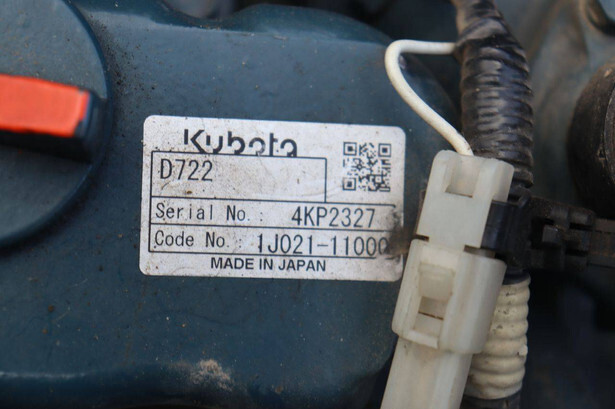 Kubota
D722
Serial No.: 4KP2327
Code No.: 1J021-11000
MADE IN JAPAN